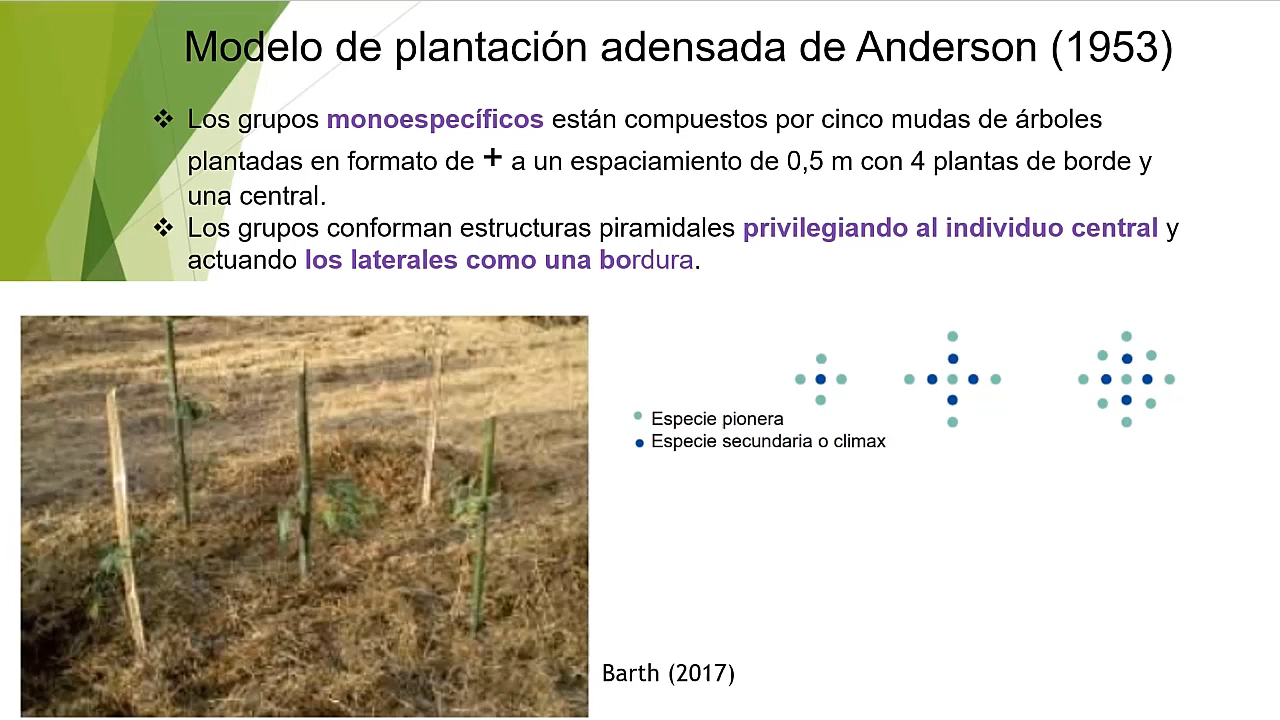 Modelo de plantación adensada de Anderson (1953)
❖ Los grupos monoespecíficos están compuestos por cinco mudas de árboles
plantadas en formato de + a un espaciamiento de 0,5 m con 4 plantas de borde y
una central.
❖ Los grupos conforman estructuras piramidales privilegiando al individuo central y
actuando los laterales como una bordura.
Especie pionera
Especie secundaria o climax
Barth (2017)